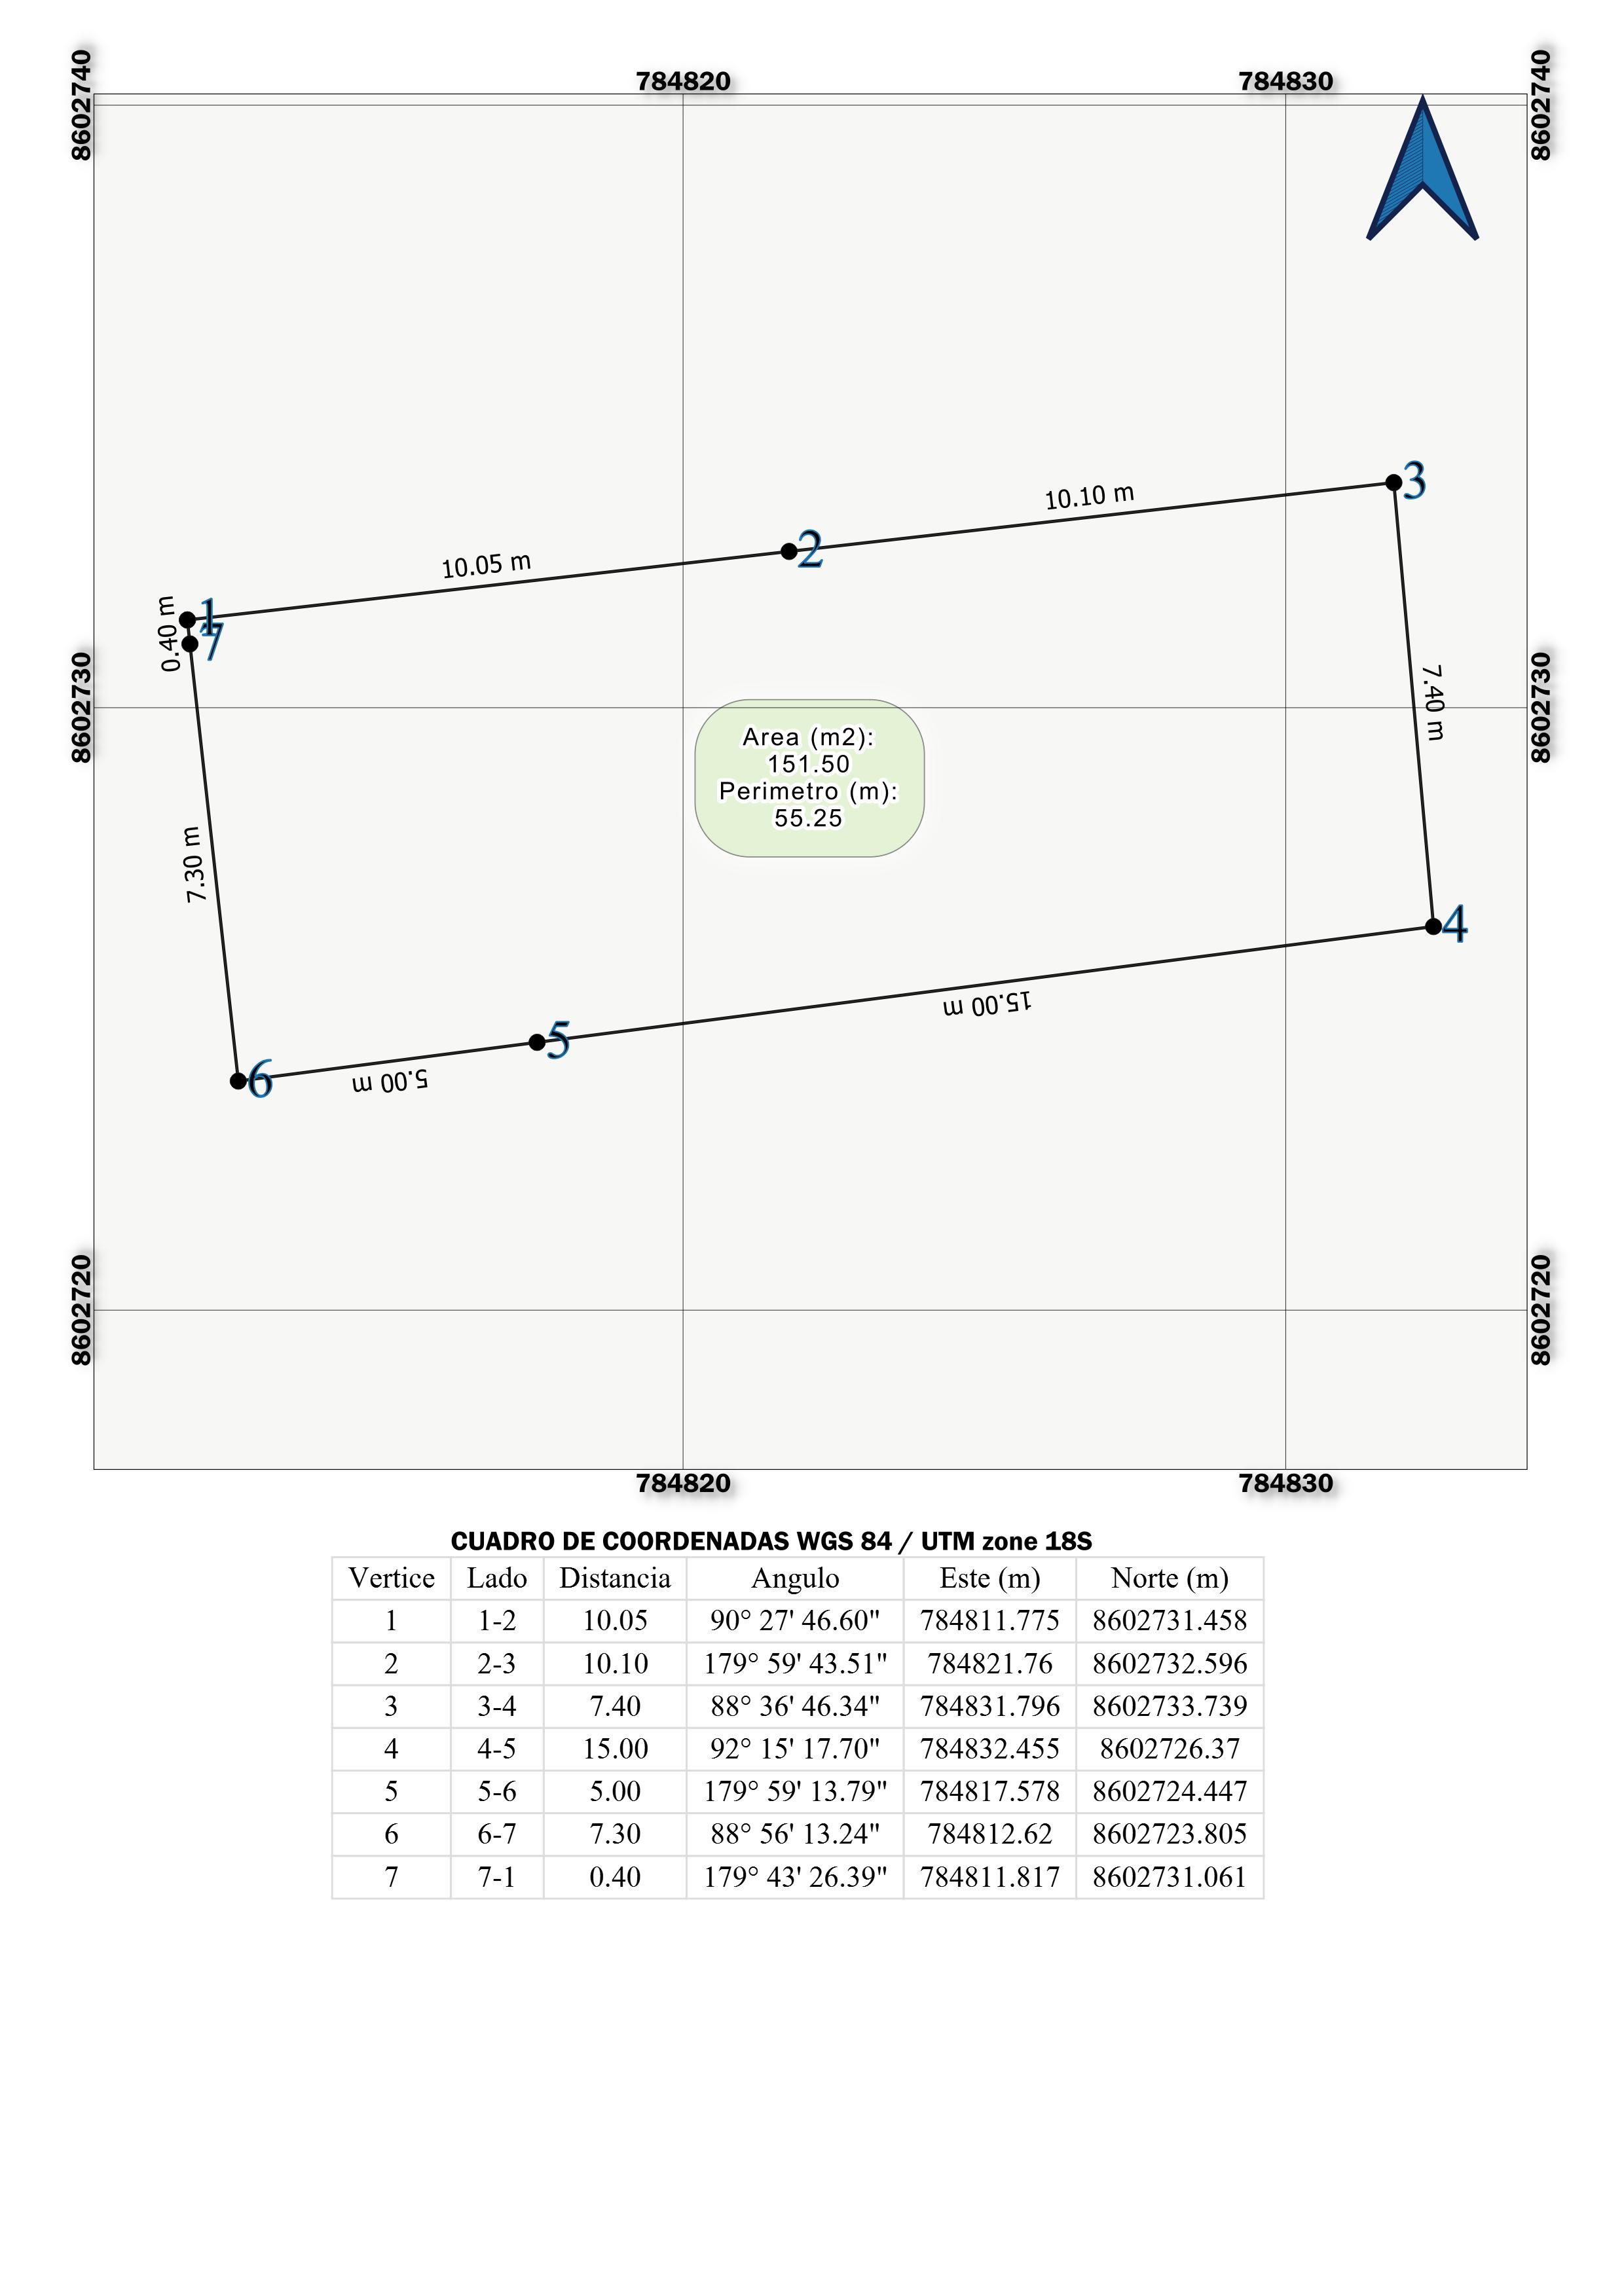 784820 784830
8602740 8602740
3
10.10 m
2
10.05 m
1
0.40 m
7
8602730 8602730
7.40 m
Area (m2):
151.50
Perimetro (m):
55.25
7.30 m
4
15.00 m
5
5.00 m
6
8602720 8602720
784820 784830
CUADRO DE COORDENADAS WGS 84 / UTM zone 18S
Vertice Lado Distancia Angulo Este (m) Norte (m)
1 1-2 10.05 90° 27' 46.60" 784811.775 8602731.458
2 2-3 10.10 179° 59' 43.51" 784821.76 8602732.596
3 3-4 7.40 88° 36' 46.34" 784831.796 8602733.739
4 4-5 15.00 92° 15' 17.70" 784832.455 8602726.37
5 5-6 5.00 179° 59' 13.79" 784817.578 8602724.447
6 6-7 7.30 88° 56' 13.24" 784812.62 8602723.805
7 7-1 0.40 179° 43' 26.39" 784811.817 8602731.061